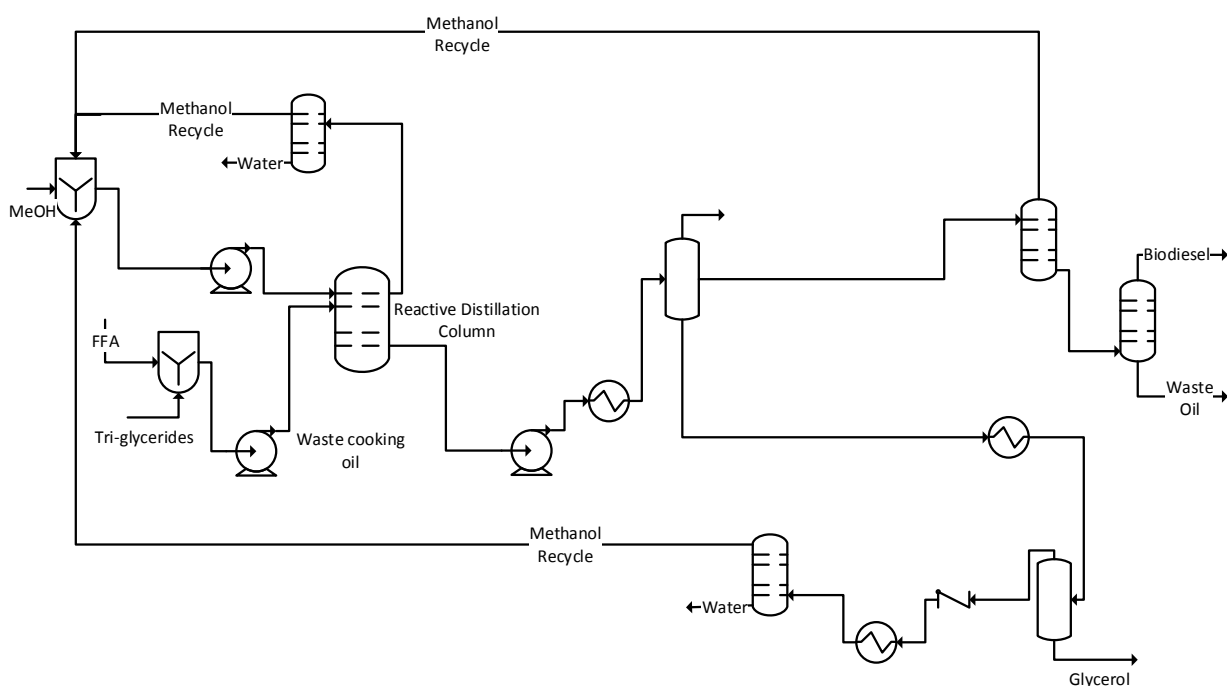 Methanol
Recycle
Methanol
Recycle
Water
MeOH
Biodiesel
Reactive Distillation
Column
FFA
Waste
Oil
Tri-glycerides
Waste cooking
oil
Methanol
Recycle
Water
Glycerol